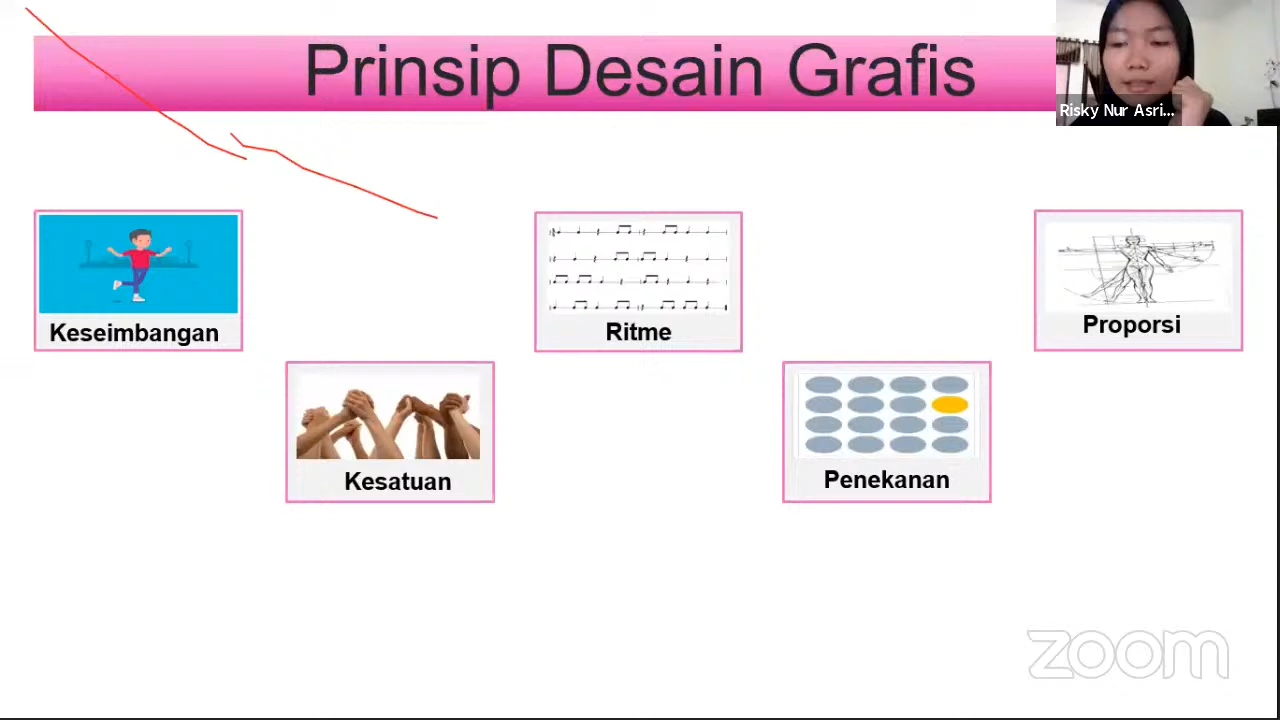 Prinsip Desain Grafis
Risky Nur Asri...
Keseimbangan
Ritme
Proporsi
Kesatuan
Penekanan
zoom